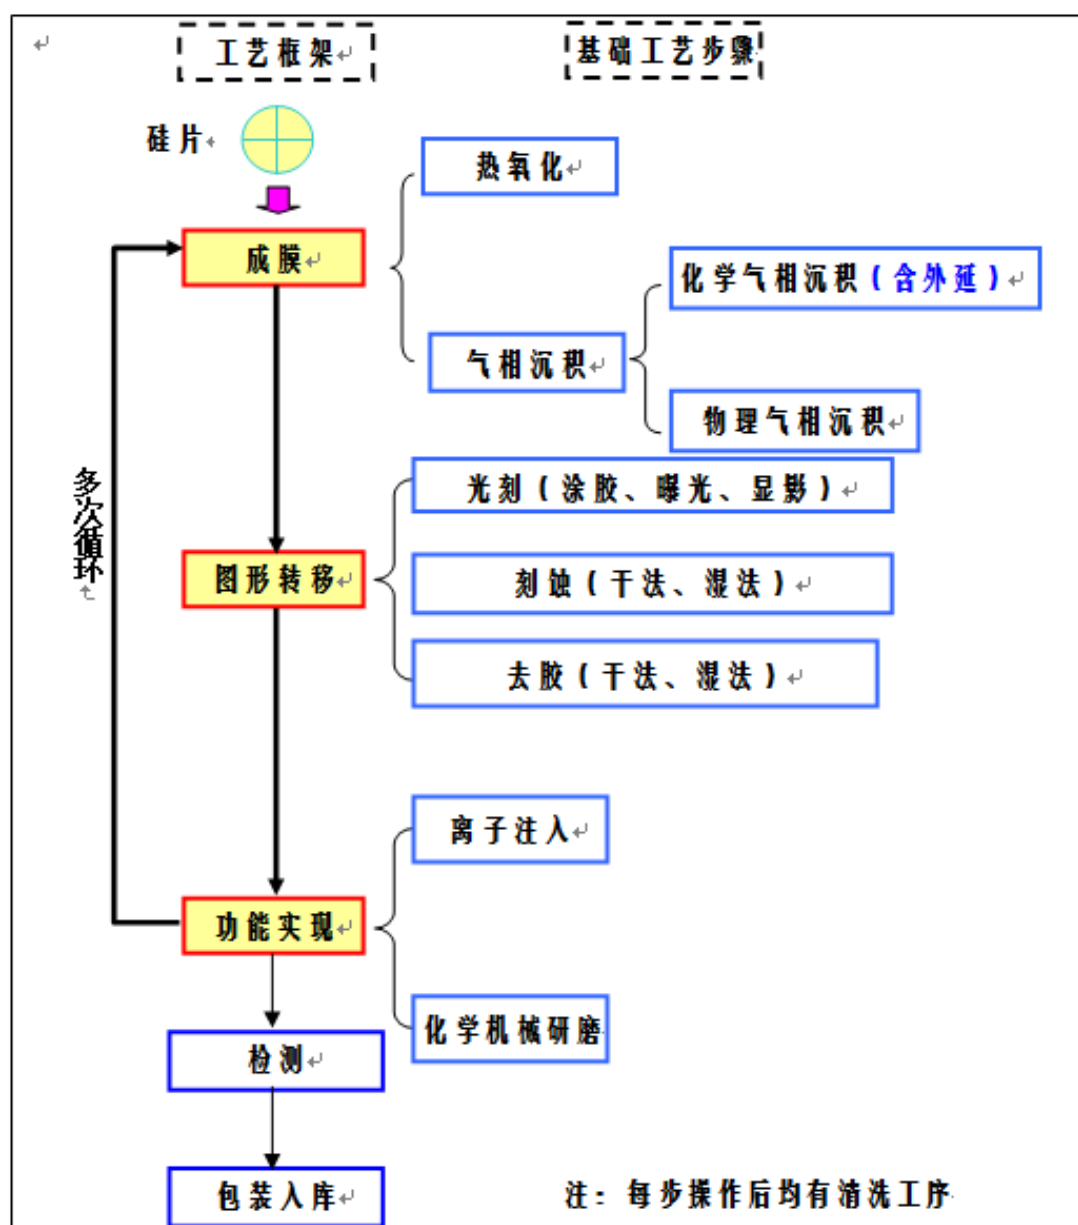 工艺框架
基础工艺步骤
硅片
热氧化
成膜
化学气相沉积（含外延）
气相沉积
物理气相沉积
多次循环
光刻（涂胶、曝光、显影）
图形转移
刻蚀（干法、湿法）
去胶（干法、湿法）
离子注入
功能实现
化学机械研磨
检测
包装入库
注：每步操作后均有清洗工序